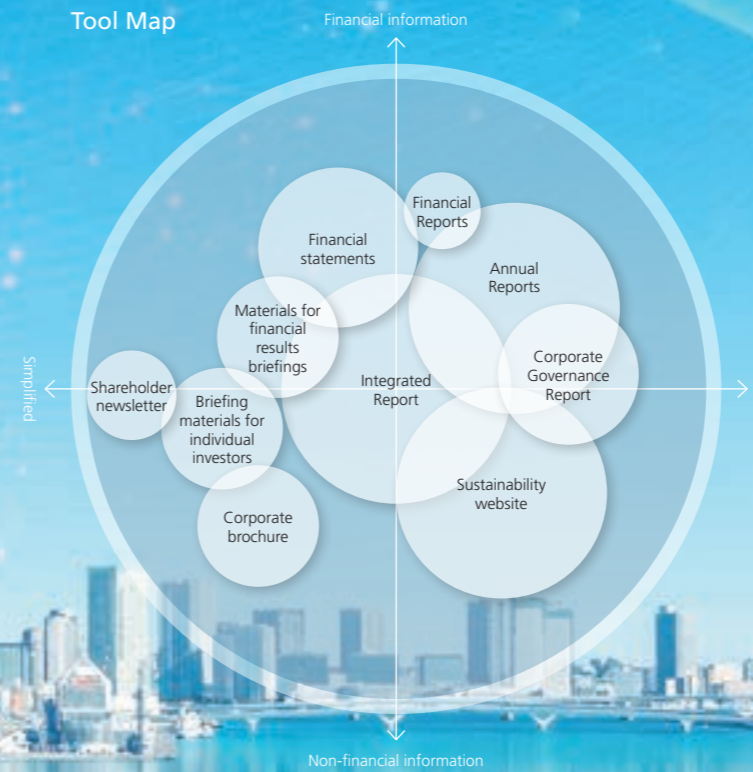 Tool Map
Financial information
Financial
Reports
Financial
statements
Annual
Reports
Materials for
financial
results
briefings
Corporate
Governance
Report
Integrated
Report
Simplified
Shareholder
newsletter
Briefing
materials for
individual
investors
Sustainability
website
Corporate
brochure
Non-financial information